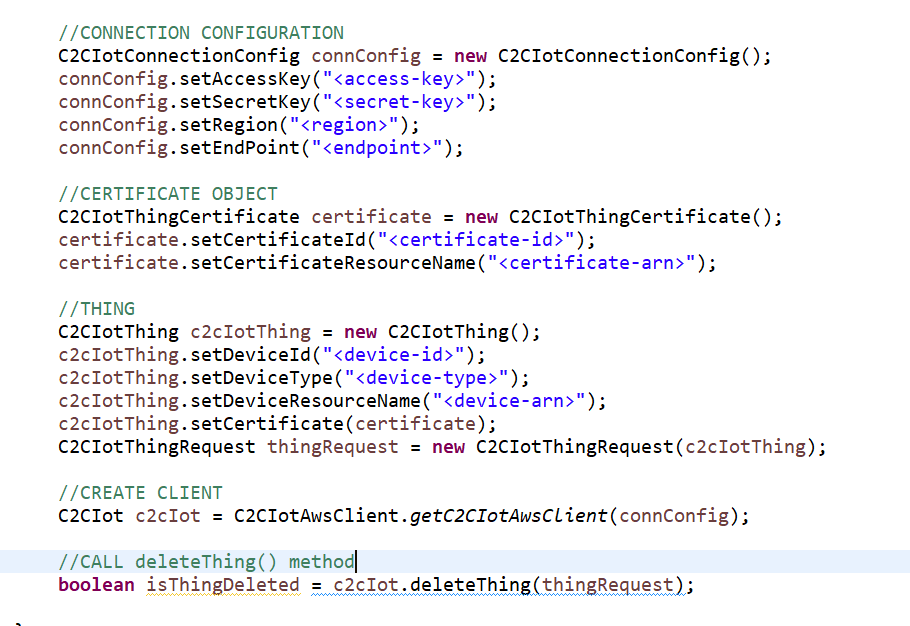 //CONNECTION CONFIGURATION
C2CIotConnectionConfig connConfig = new C2CIotConnectionConfig();
connConfig.setAccessKey("<access-key>");
connConfig.setSecretKey("<secret-key>");
connConfig.setRegion("<region>");
connConfig.setEndPoint("<endpoint>");
//CERTIFICATE OBJECT
C2CIotThingCertificate certificate = new C2CIotThingCertificate();
certificate.setCertificateId("<certificate-id>");
certificate.setCertificateResourceName("<certificate-arn>");
//THING
C2CIotThing c2cIotThing = new C2CIotThing();
c2cIotThing.setDeviceId("<device-id>");
c2cIotThing.setDeviceType("<device-type>");
c2cIotThing.setDeviceResourceName("<device-arn>");
c2cIotThing.setCertificate(certificate);
C2CIotThingRequest thingRequest = new C2CIotThingRequest(c2cIotThing);
//CREATE CLIENT
C2CIot c2cIot = C2CIotAwsClient.getC2CIotAwsClient(connConfig);
//CALL deleteThing() method
boolean isThingDeleted = c2cIot.deleteThing(thingRequest);